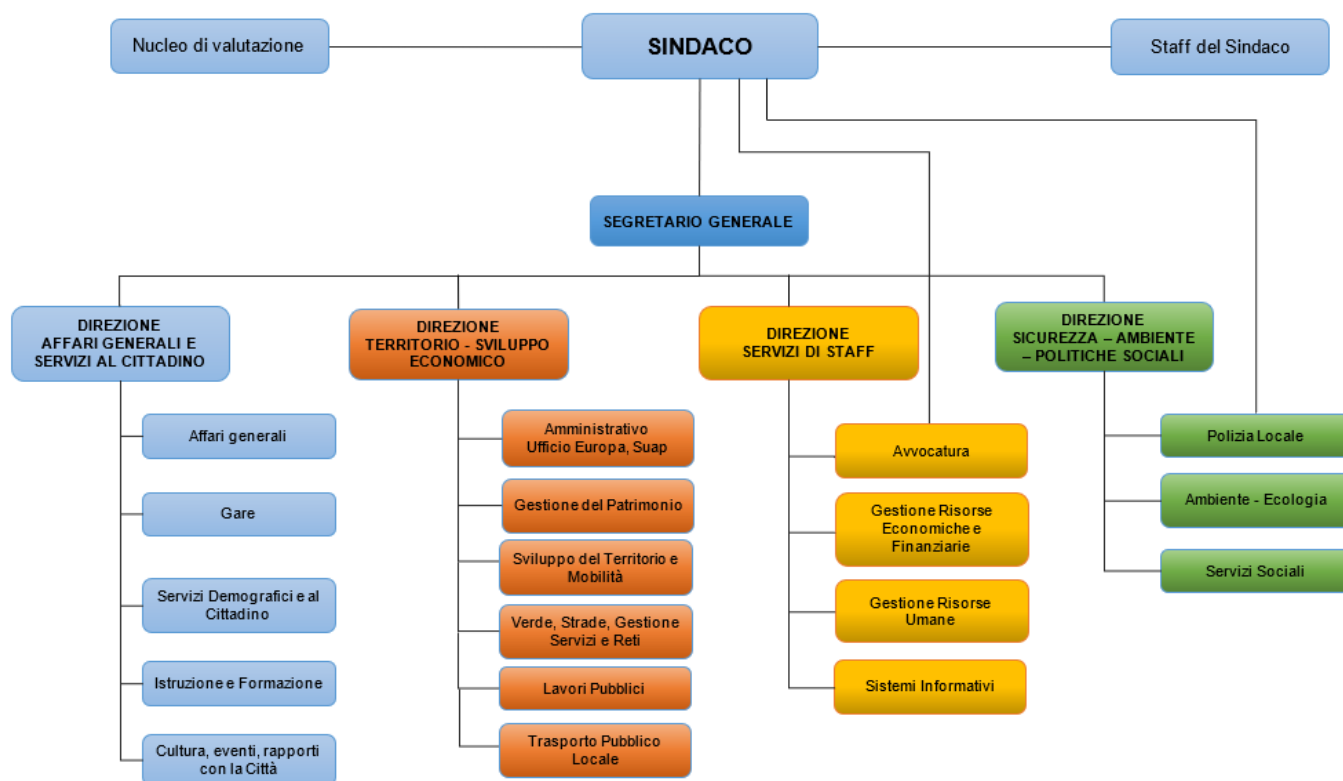 Nucleo di valutazione
SINDACO
Staff del Sindaco
SEGRETARIO GENERALE
DIREZIONE
AFFARI GENERALI E
SERVIZI AL CITTADINO
Affari generali
Gare
Servizi Demografici e al
Cittadino
Istruzione e Formazione
Cultura, eventi, rapporti
con la Città
DIREZIONE
TERRITORIO - SVILUPPO
ECONOMICO
Amministrativo
Ufficio Europa, Suap
Gestione del Patrimonio
Sviluppo del Territorio e
Mobilità
Verde, Strade, Gestione
Servizi e Reti
Lavori Pubblici
Trasporto Pubblico
Locale
DIREZIONE
SERVIZI DI STAFF
Avvocatura
Gestione Risorse
Economiche e
Finanziarie
Gestione Risorse
Umane
Sistemi Informativi
DIREZIONE
SICUREZZA – AMBIENTE
– POLITICHE SOCIALI
Polizia Locale
Ambiente - Ecologia
Servizi Sociali